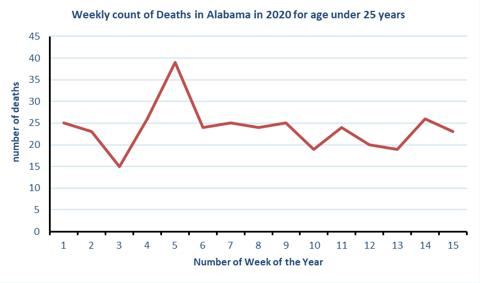 Weekly count of Deaths in Alabama in 2020 for age under 25 years
number of deaths
45
40
35
30
25
20
15
10
5
0
1 2 3 4 5 6 7 8 9 10 11 12 13 14 15
Number of Week of the Year